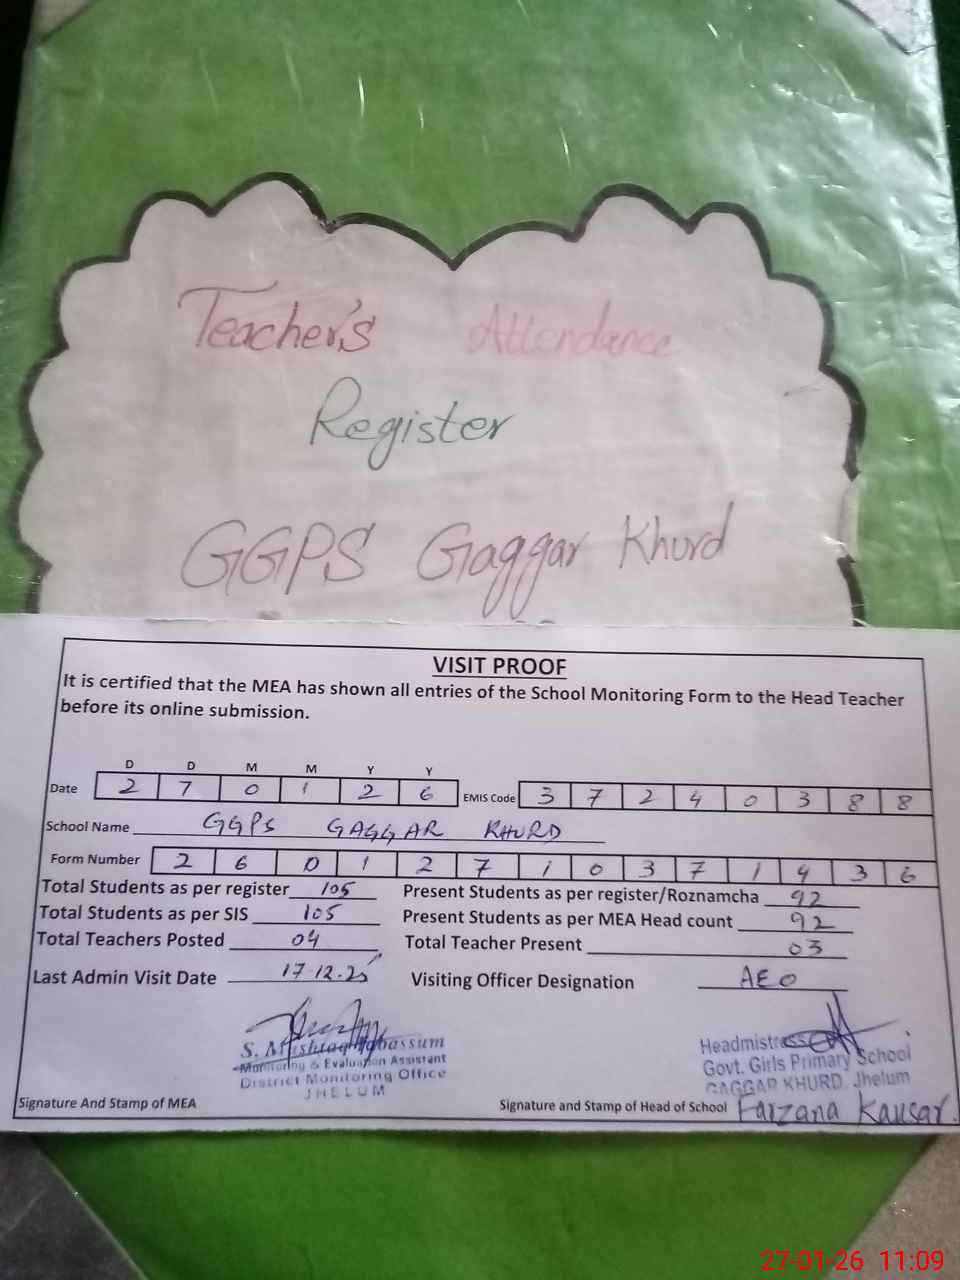 Teacher's Attendance
Register
GGPS Gaggar Khurd
VISIT PROOF
It is certified that the MEA has shown all entries of the School Monitoring Form to the Head Teacher
before its online submission.
D D M M Y Y
Date 2 7 0 1 2 6 EMIS Code 3 7 2 4 0 3 8 8
School Name GGPS GAGGAR KHURD
Form Number 2 6 0 1 2 7 1 0 3 7 1 4 3 6
Total Students as per register 105 Present Students as per register/Roznamcha 92
Total Students as per SIS 105 Present Students as per MEA Head count 92
Total Teachers Posted 04 Total Teacher Present 03
Last Admin Visit Date 17-12-25 Visiting Officer Designation AEO
S. Mushtaq Tabassum
Monitoring & Evaluation Assistant
District Monitoring Office
JHELUM
Headmistress
Govt. Girls Primary School
GAGGAR KHURD, Jhelum
Signature And Stamp of MEA Signature and Stamp of Head of School Farzana Kausar.
27-01-26 11:09